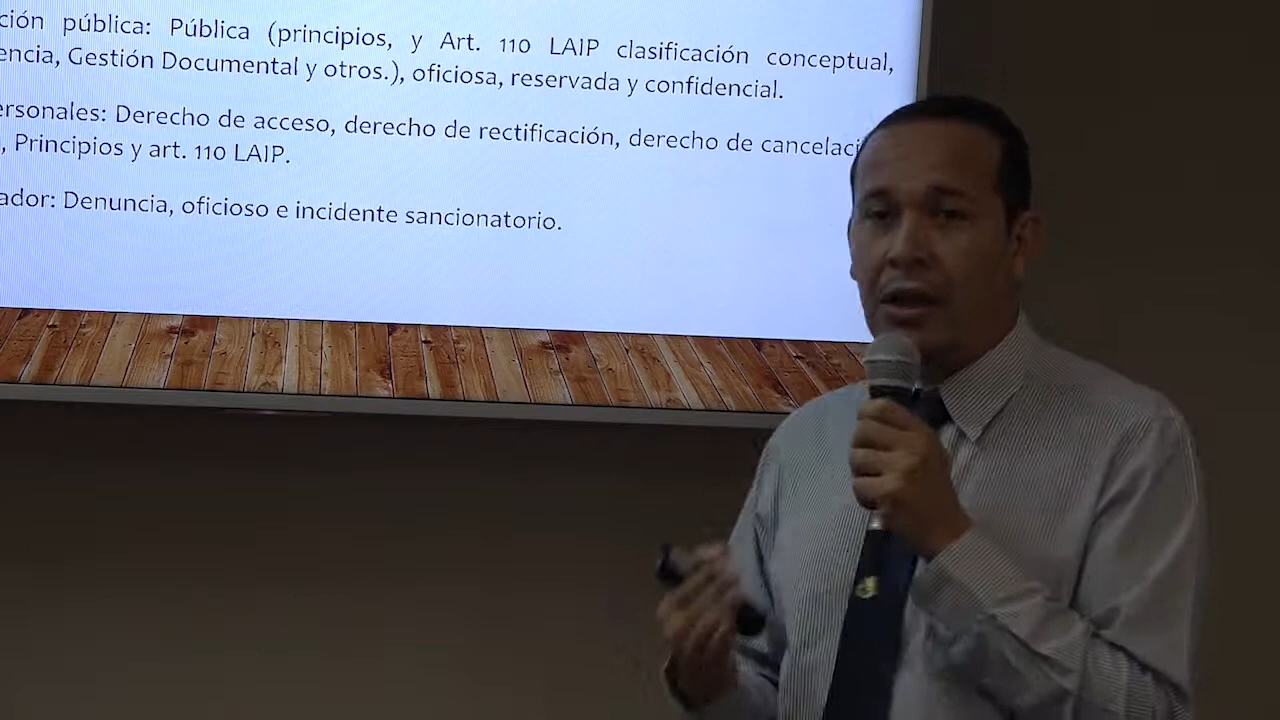 ción pública: Pública (principios, y Art. 110 LAIP clasificación conceptual,
encia, Gestión Documental y otros.), oficiosa, reservada y confidencial.
ersonales: Derecho de acceso, derecho de rectificación, derecho de cancelaci
, Principios y art. 110 LAIP.
ador: Denuncia, oficioso e incidente sancionatorio.